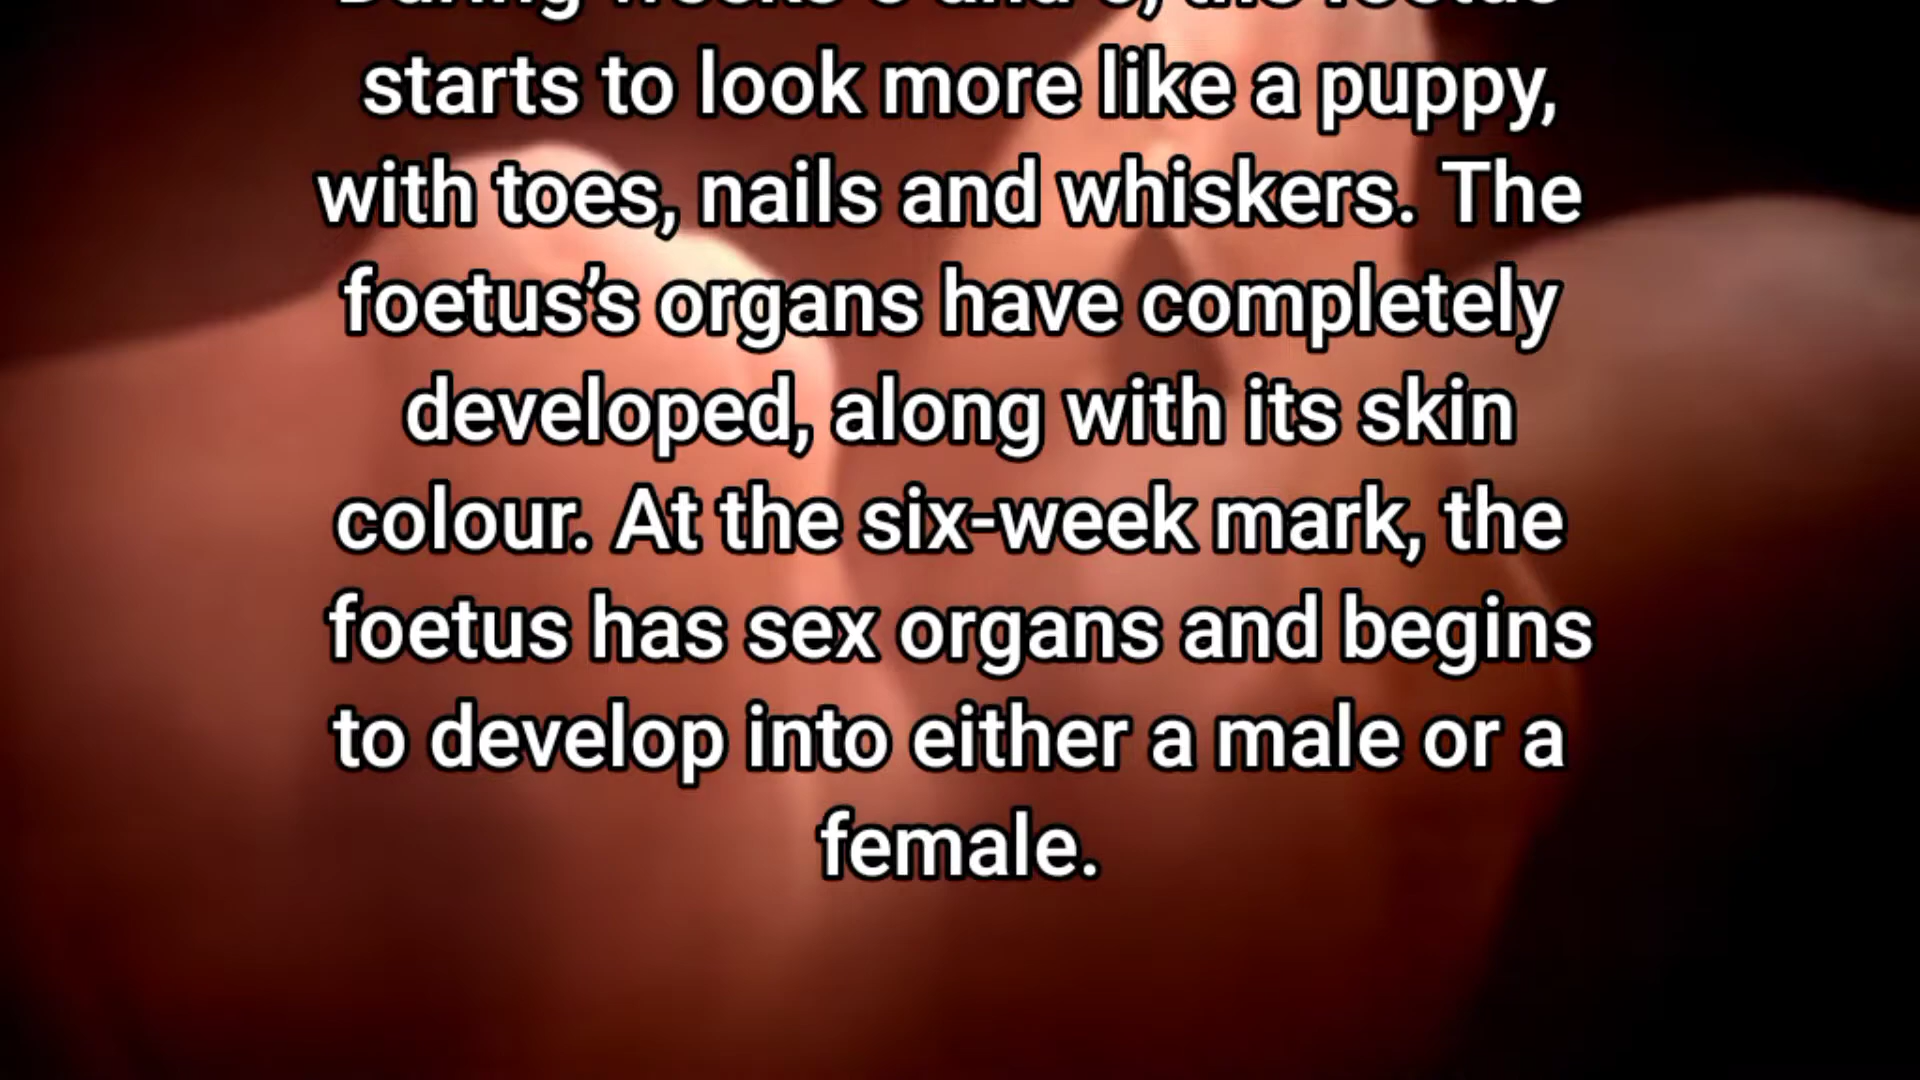 starts to look more like a puppy,
with toes, nails and whiskers. The
foetus’s organs have completely
developed, along with its skin
colour. At the six-week mark, the
foetus has sex organs and begins
to develop into either a male or a
female.